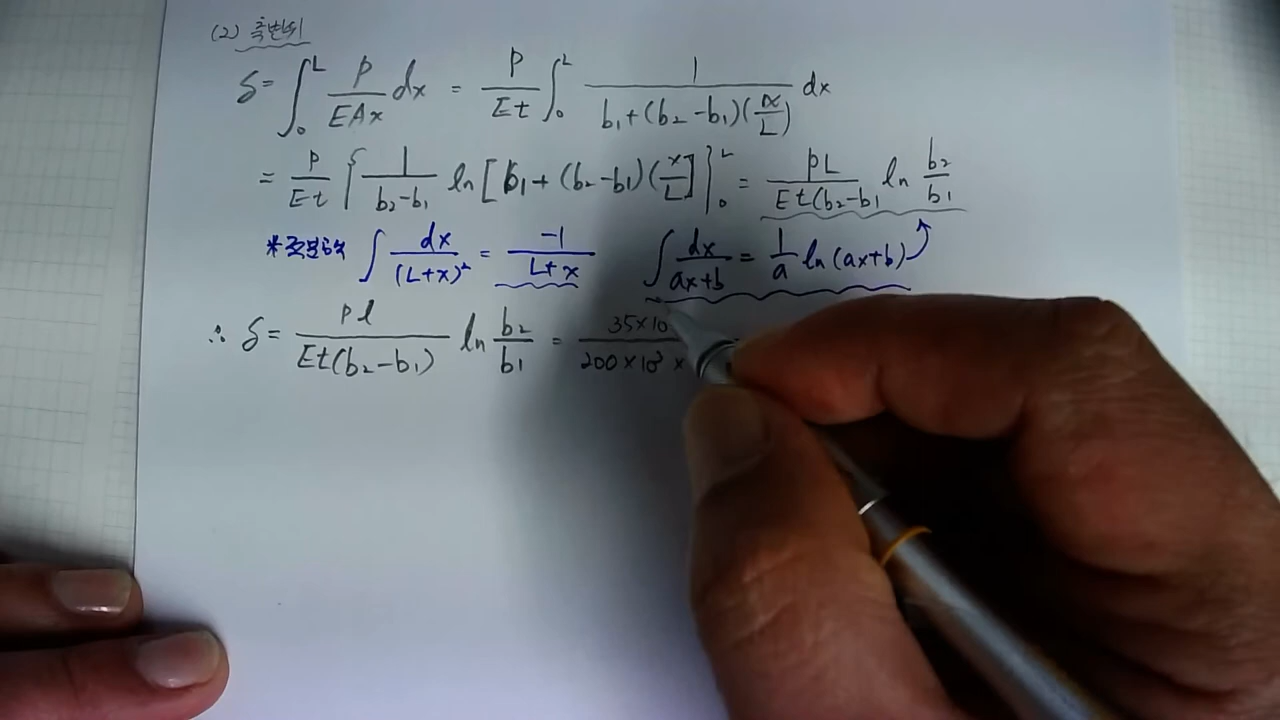 (2) 축변위
δ = ∫₀ᴸ P/(EAx) dx = P/(Et) ∫₀ᴸ 1/(b₁+(b₂-b₁)(x/L)) dx
= P/(Et) [ 1/(b₂-b₁) ln[b₁+(b₂-b₁)(x/L] ]₀ᴸ = PL/(Et(b₂-b₁) ln b₂/b₁
∫ dx/(L+x)² = -1/(L+x) ∫ dx/(ax+b) = 1/a ln(ax+b)
∴ δ = Pl/(Et(b₂-b₁)) ln b₂/b₁ = 35×10 / 200×10³×